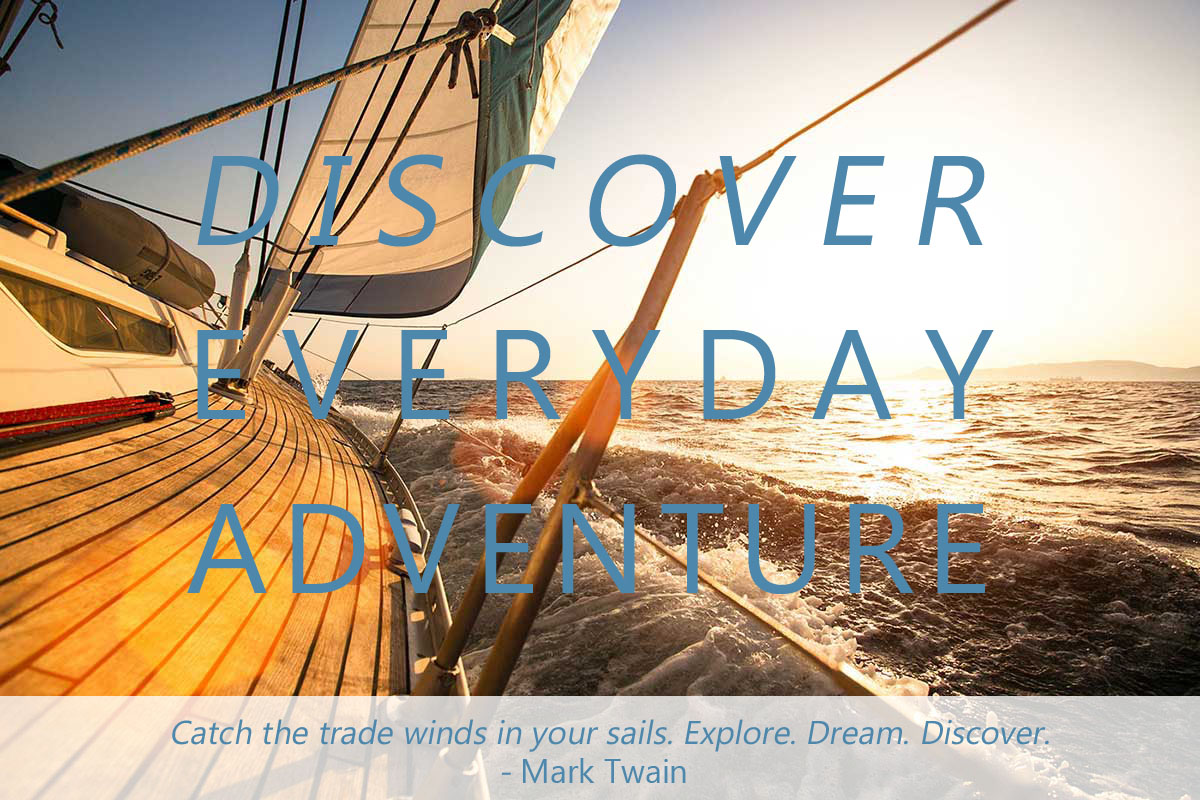 DISCOVER
EVERYDAY
ADVENTURE
Catch the trade winds in your sails. Explore. Dream. Discover.
- Mark Twain